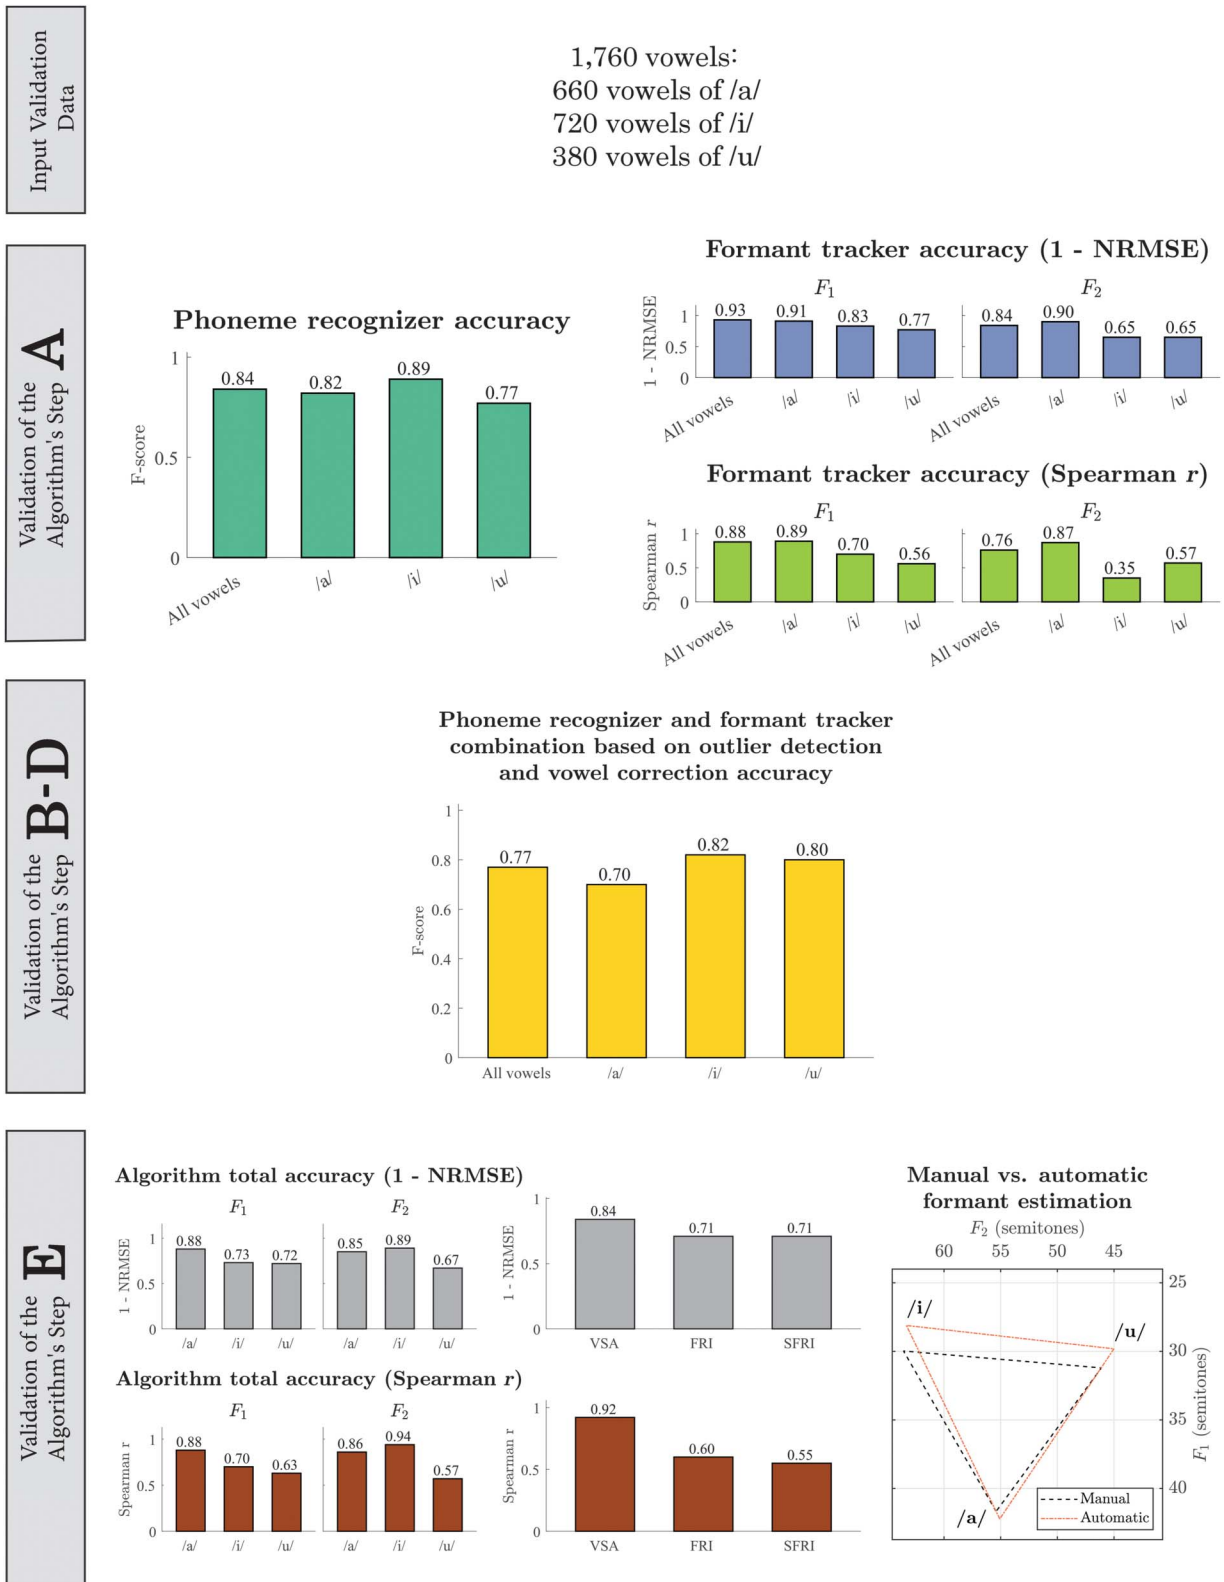 Input Validation
Data
1,760 vowels:
660 vowels of /a/
720 vowels of /i/
380 vowels of /u/
Validation of the
Algorithm's Step A
Phoneme recognizer accuracy
F-score
1
0.5
0
0.84
0.82
0.89
0.77
All vowels
/a/
/i/
/u/
Formant tracker accuracy (1 - NRMSE)
F1
F2
1 - NRMSE
1
0.5
0
0.93
0.91
0.83
0.77
0.84
0.90
0.65
0.65
All vowels
/a/
/i/
/u/
All vowels
/a/
/i/
/u/
Formant tracker accuracy (Spearman r)
F1
F2
Spearman r
1
0.5
0
0.88
0.89
0.70
0.56
0.76
0.87
0.35
0.57
All vowels
/a/
/i/
/u/
All vowels
/a/
/i/
/u/
Validation of the
Algorithm's Step B-D
Phoneme recognizer and formant tracker
combination based on outlier detection
and vowel correction accuracy
F-score
1
0.8
0.6
0.4
0.2
0
0.77
0.70
0.82
0.80
All vowels
/a/
/i/
/u/
Validation of the
Algorithm's Step E
Algorithm total accuracy (1 - NRMSE)
F1
F2
1 - NRMSE
1
0.5
0
0.88
0.73
0.72
0.85
0.89
0.67
/a/
/i/
/u/
/a/
/i/
/u/
1 - NRMSE
1
0.5
0
0.84
0.71
0.71
VSA
FRI
SFRI
Algorithm total accuracy (Spearman r)
F1
F2
Spearman r
1
0.5
0
0.88
0.70
0.63
0.86
0.94
0.57
/a/
/i/
/u/
/a/
/i/
/u/
Spearman r
1
0.5
0
0.92
0.60
0.55
VSA
FRI
SFRI
Manual vs. automatic
formant estimation
F2 (semitones)
60
55
50
45
25
30
35
40
F1 (semitones)
/i/
/u/
/a/
Manual
Automatic